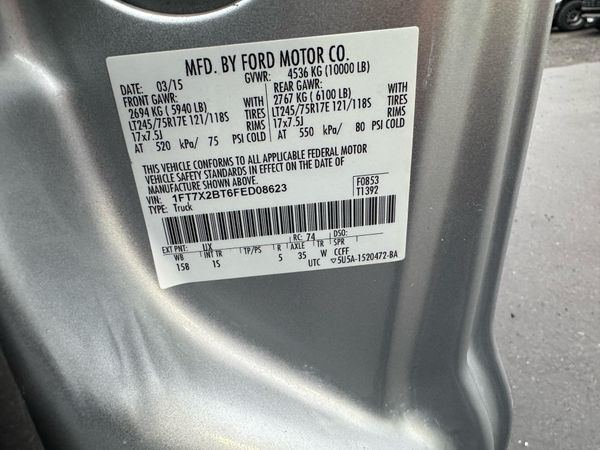 MFD. BY FORD MOTOR CO.
DATE: 03/15 GVWR: 4536 KG (10000 LB)
FRONT GAWR: REAR GAWR:
2694 KG (5940 LB) WITH 2767 KG (6100 LB) WITH
LT245/75R17E 121/118S TIRES LT245/75R17E 121/118S TIRES
17x7.5J RIMS 17x7.5J RIMS
AT 520 kPa/ 75 PSI COLD AT 550 kPa/ 80 PSI COLD
THIS VEHICLE CONFORMS TO ALL APPLICABLE FEDERAL MOTOR
VEHICLE SAFETY STANDARDS IN EFFECT ON THE DATE OF
MANUFACTURE SHOWN ABOVE.
VIN: 1FT7X2BT6FED08623 F0853
TYPE: Truck T1392
EXT PNT: UX RC: 74 DSO:
WB INT TR TP/PS R AXLE TR SPR
158 15 5 35 W CCFF
UTC ▽5U5A-1520472-BA